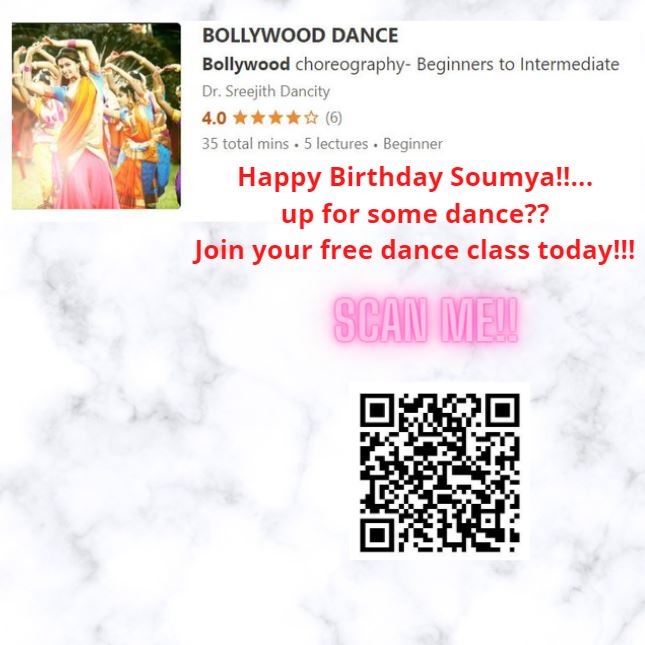 BOLLYWOOD DANCE
Bollywood choreography- Beginners to Intermediate
Dr. Sreejith Dancity
4.0 ★★★★☆ (6)
35 total mins • 5 lectures • Beginner
Happy Birthday Soumya!!...
up for some dance??
Join your free dance class today!!!
SCAN ME!!